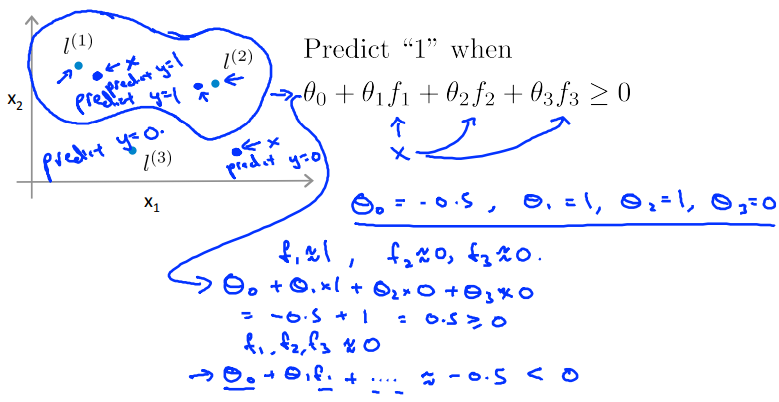 l^{(1)}
← x
predict y=1
l^{(2)}
predict y=1
x₂
predict y=0.
l^{(3)}
← x
predict y=0
x₁
Predict “1” when
θ₀ + θ₁f₁ + θ₂f₂ + θ₃f₃ ≥ 0
x
θ₀ = -0.5, θ₁ = 1, θ₂ = 1, θ₃ = 0
f₁ ≈ 1, f₂ ≈ 0, f₃ ≈ 0.
→ θ₀ + θ₁ × 1 + θ₂ × 0 + θ₃ × 0
= -0.5 + 1 = 0.5 ≥ 0
f₁, f₂, f₃ ≈ 0
→ θ₀ + θ₁f₁ + .... ≈ -0.5 < 0